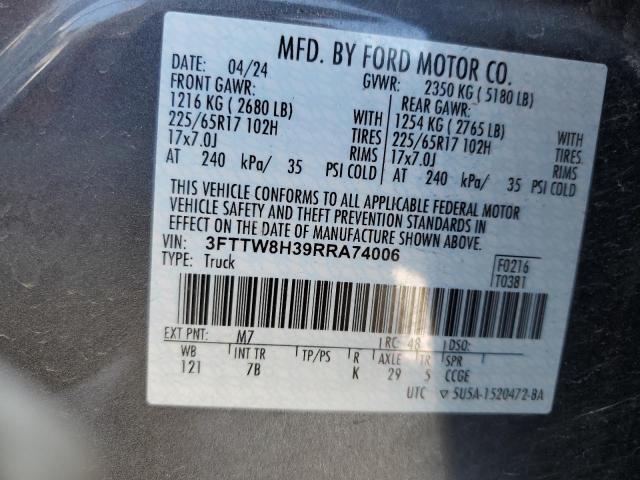 MFD. BY FORD MOTOR CO.
DATE: 04/24 GVWR: 2350 KG ( 5180 LB)
FRONT GAWR: REAR GAWR:
1216 KG ( 2680 LB) WITH 1254 KG ( 2765 LB) WITH
225/65R17 102H TIRES 225/65R17 102H TIRES
17x7.0J RIMS 17x7.0J RIMS
AT 240 kPa/ 35 PSI COLD AT 240 kPa/ 35 PSI COLD
THIS VEHICLE CONFORMS TO ALL APPLICABLE FEDERAL MOTOR
VEHICLE SAFETY AND THEFT PREVENTION STANDARDS IN
EFFECT ON THE DATE OF MANUFACTURE SHOWN ABOVE.
VIN: 3FTTW8H39RRA74006
TYPE: Truck
F0216
T0381
EXT PNT: M7 RC: 48 DSO:
WB INT TR TP/PS R AXLE TR SPR
121 7B K 29 5 CCGE
UTC ▽ 5U5A-1520472-BA